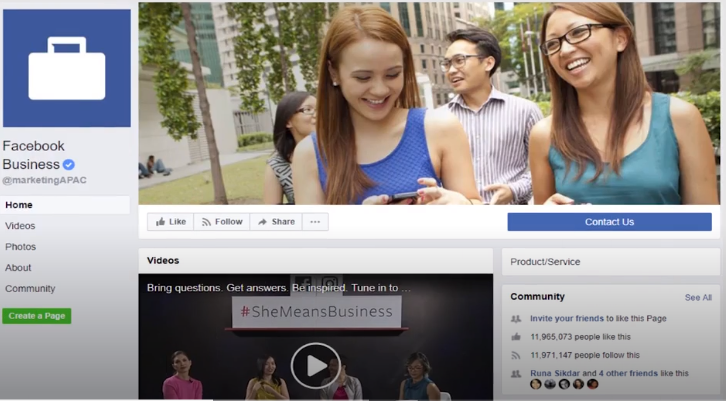 Facebook
Business
@marketingAPAC
Home
Videos
Photos
About
Community
Create a Page
Like
Follow
Share
Contact Us
Videos
Bring questions. Get answers. Be inspired. Tune in to ...
#SheMeansBusiness
Product/Service
Community
See All
Invite your friends to like this Page
11,965,073 people like this
11,971,147 people follow this
Runa Sikdar and 4 other friends like this